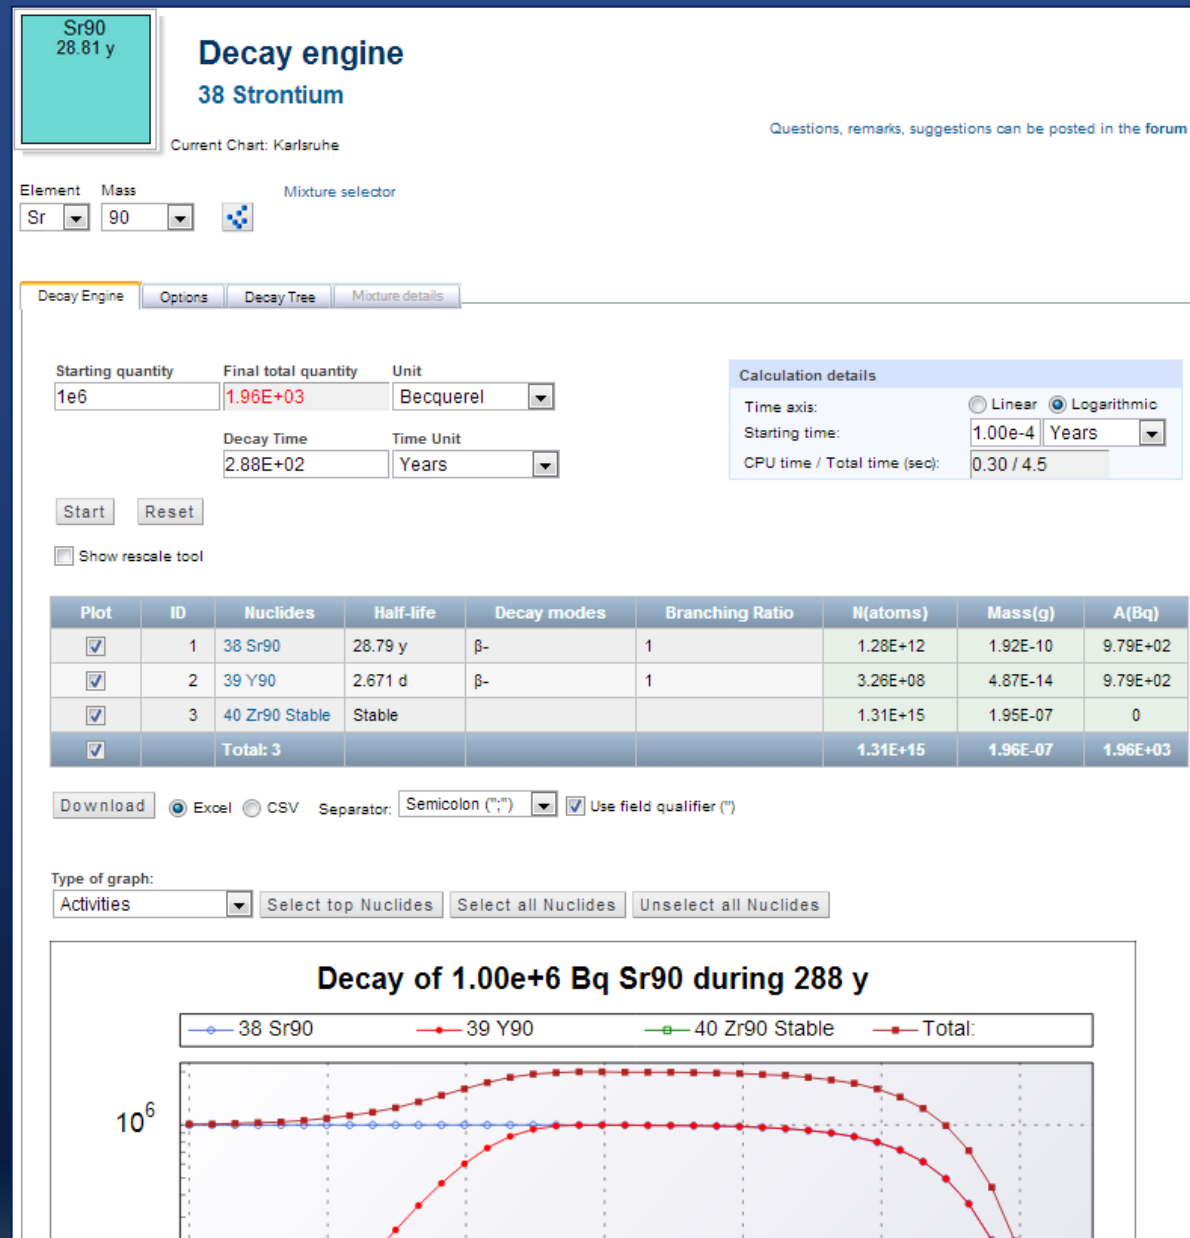 Sr90
28.81 y
Decay engine
38 Strontium
Questions, remarks, suggestions can be posted in the forum
Current Chart: Karlsruhe
Element Mass
Mixture selector
Sr 90
Decay Engine Options Decay Tree Mixture details
Starting quantity Final total quantity Unit
1e6 1.96E+03 Becquerel
Decay Time Time Unit
2.88E+02 Years
Calculation details
Time axis: Linear Logarithmic
Starting time: 1.00e-4 Years
CPU time / Total time (sec): 0.30 / 4.5
Start Reset
Show rescale tool
Plot ID Nuclides Half-life Decay modes Branching Ratio N(atoms) Mass(g) A(Bq)
1 38 Sr90 28.79 y β- 1 1.28E+12 1.92E-10 9.79E+02
2 39 Y90 2.671 d β- 1 3.26E+08 4.87E-14 9.79E+02
3 40 Zr90 Stable Stable 1.31E+15 1.95E-07 0
Total: 3 1.31E+15 1.96E-07 1.96E+03
Download Excel CSV Separator: Semicolon (";") Use field qualifier (")
Type of graph:
Activities Select top Nuclides Select all Nuclides Unselect all Nuclides
Decay of 1.00e+6 Bq Sr90 during 288 y
38 Sr90 39 Y90 40 Zr90 Stable Total:
10⁶